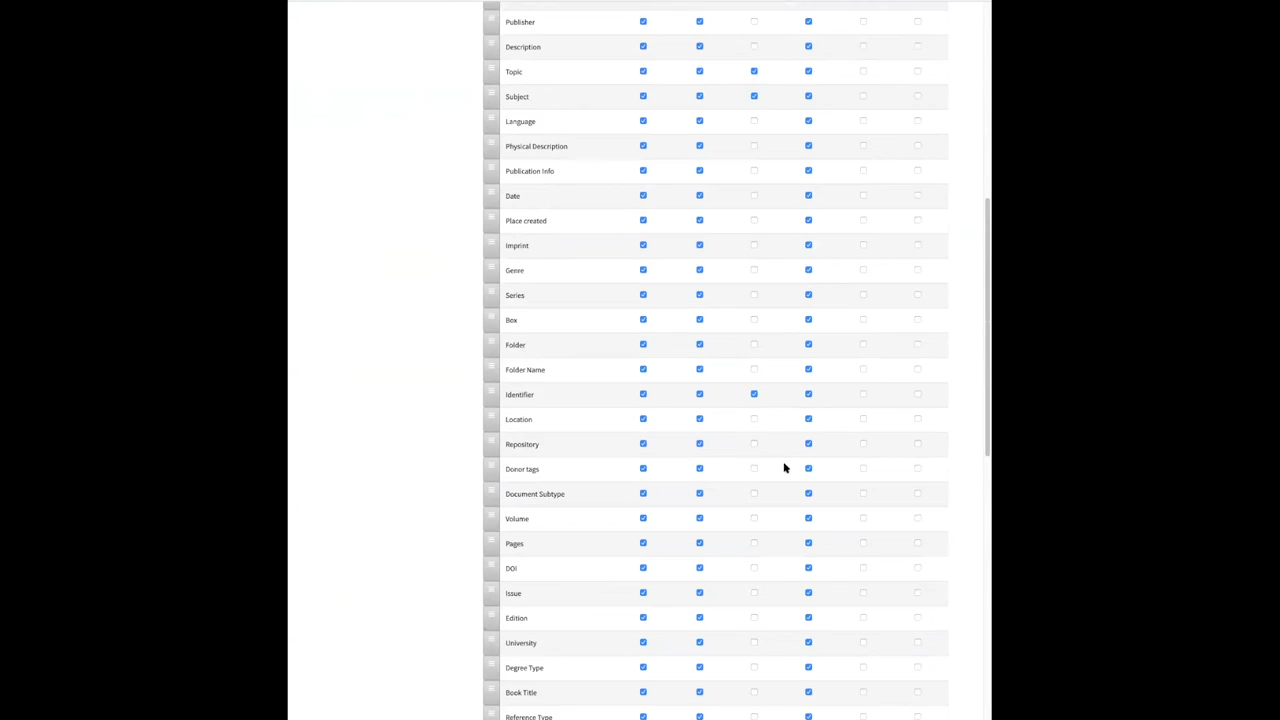 Publisher
Description
Topic
Subject
Language
Physical Description
Publication Info
Date
Place created
Imprint
Genre
Series
Box
Folder
Folder Name
Identifier
Location
Repository
Donor tags
Document Subtype
Volume
Pages
DOI
Issue
Edition
University
Degree Type
Book Title
Reference Type